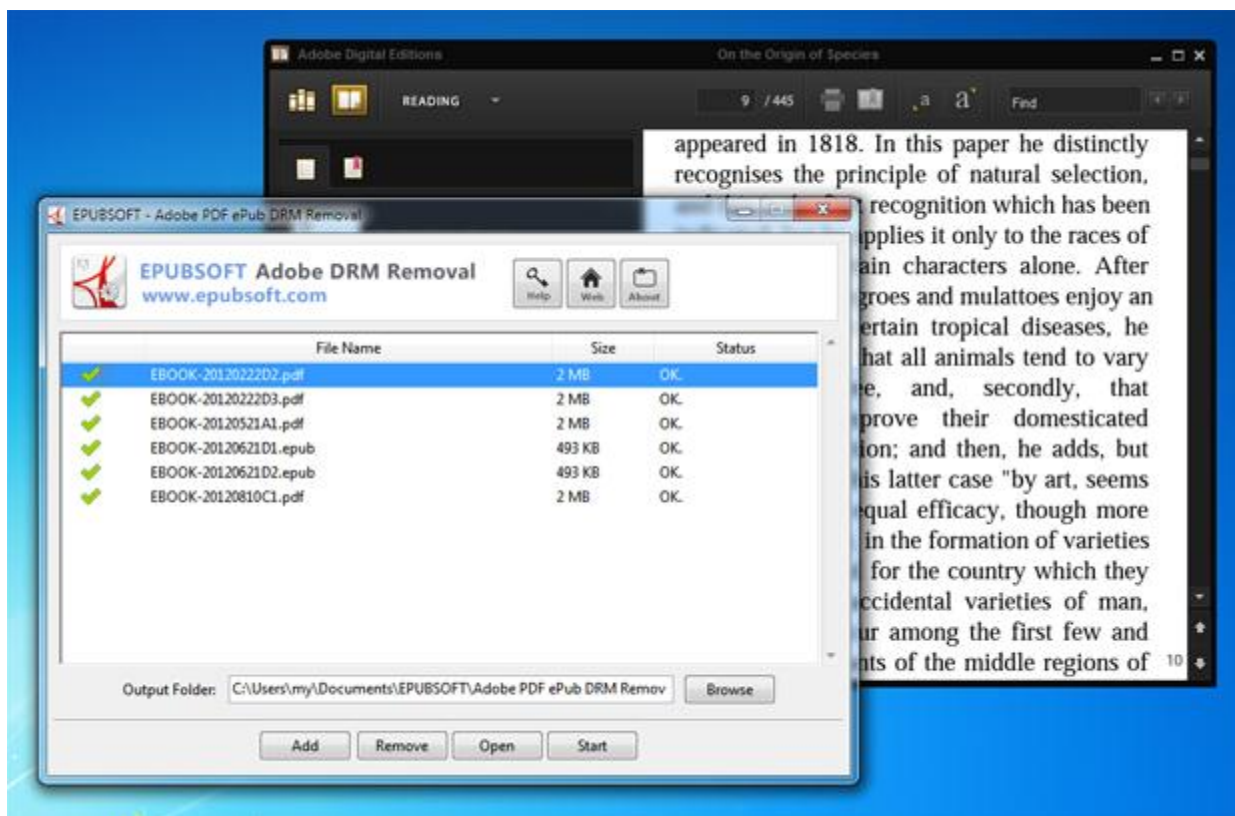 Adobe Digital Editions On the Origin of Species
READING 9 / 445 a a Find
appeared in 1818. In this paper he distinctly
recognises the principle of natural selection,
recognition which has been
applies it only to the races of
ain characters alone. After
groes and mulattoes enjoy an
ertain tropical diseases, he
hat all animals tend to vary
ee, and, secondly, that
prove their domesticated
ion; and then, he adds, but
is latter case "by art, seems
equal efficacy, though more
in the formation of varieties
for the country which they
ccidental varieties of man,
ur among the first few and
nts of the middle regions of 10
EPUBSOFT - Adobe PDF ePub DRM Removal
EPUBSOFT Adobe DRM Removal
www.epubsoft.com
Help Web About
File Name Size Status
EBOOK-20120222D2.pdf 2 MB OK.
EBOOK-20120222D3.pdf 2 MB OK.
EBOOK-20120521A1.pdf 2 MB OK.
EBOOK-20120621D1.epub 493 KB OK.
EBOOK-20120621D2.epub 493 KB OK.
EBOOK-20120810C1.pdf 2 MB OK.
Output Folder: C:\Users\my\Documents\EPUBSOFT\Adobe PDF ePub DRM Remov Browse
Add Remove Open Start